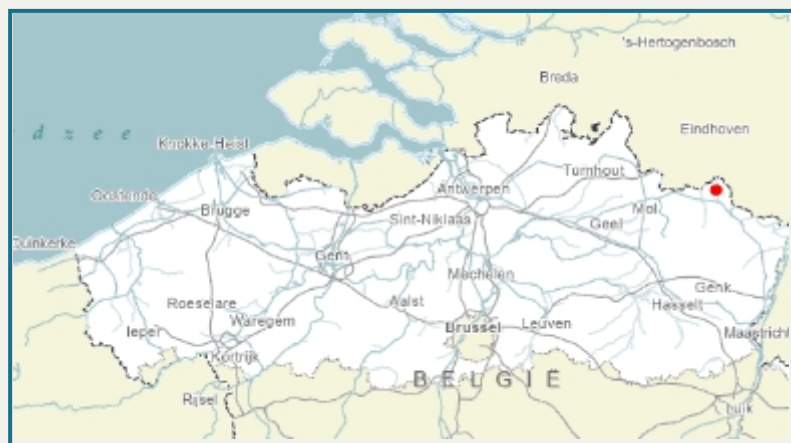 's-Hertogenbosch
Breda
Eindhoven
dzee
Knokke-Heist
Turnhout
Antwerpen
Oostende
Mol
Brugge
Sint-Niklaas
Geel
Duinkerke
Gent
Mechelen
Genk
Roeselare
Aalst
Hasselt
Waregem
Brussel
Leuven
Ieper
Maastricht
Kortrijk
BELGIË
Rijsel
Luik